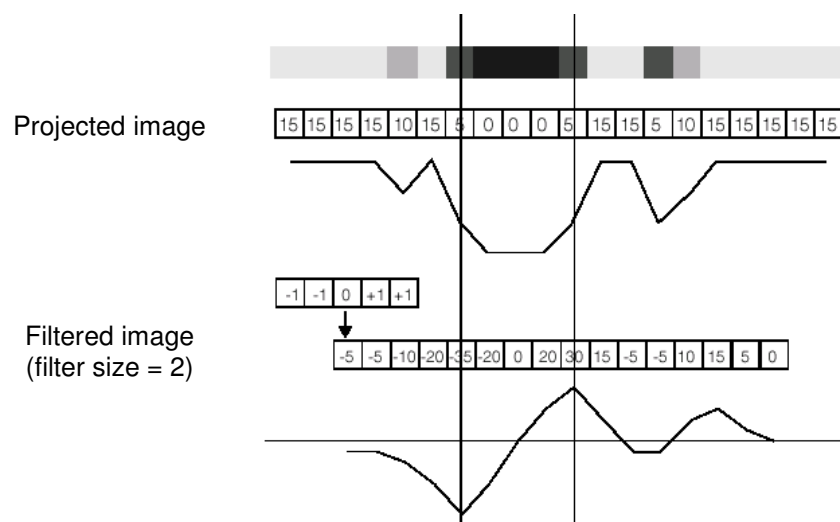 Projected image
15 15 15 15 10 15 5 0 0 0 5 15 15 5 10 15 15 15 15 15
-1 -1 0 +1 +1
Filtered image
(filter size = 2)
-5 -5 -10 -20 -35 -20 0 20 30 15 -5 -5 10 15 5 0